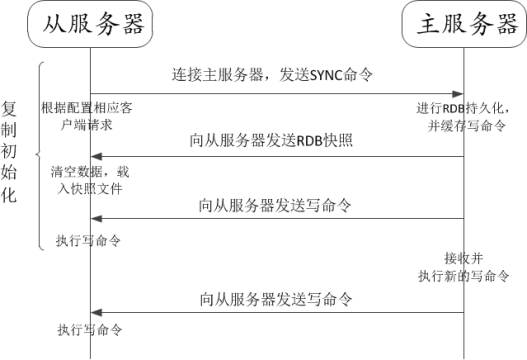 从服务器
主服务器
连接主服务器，发送SYNC命令
根据配置相应客
户端请求
进行RDB持久化，
并缓存写命令
向从服务器发送RDB快照
复制初始化
清空数据，载
入快照文件
向从服务器发送写命令
执行写命令
接收并
执行新的写命令
向从服务器发送写命令
执行写命令